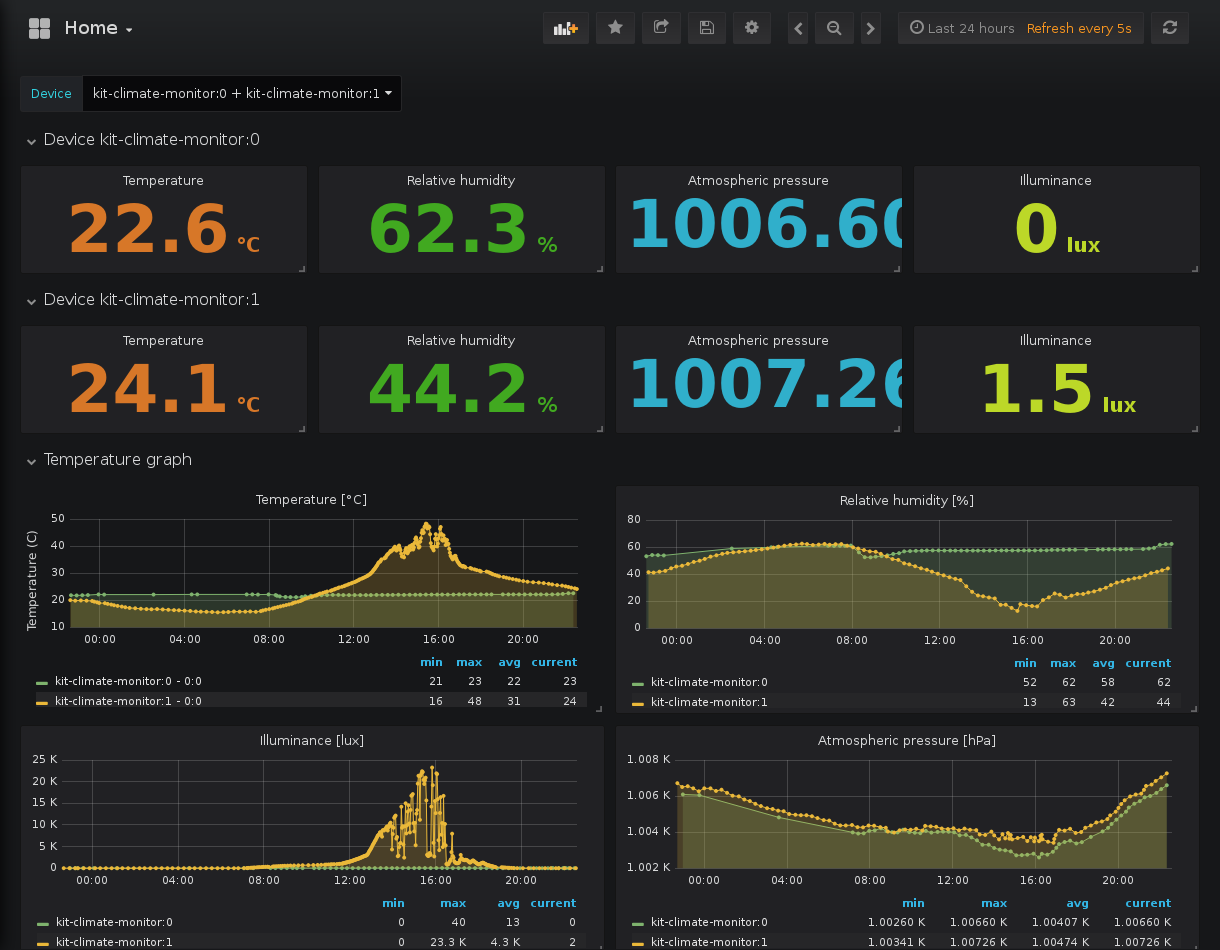 Home
Last 24 hours Refresh every 5s
Device kit-climate-monitor:0 + kit-climate-monitor:1
Device kit-climate-monitor:0
Temperature Relative humidity Atmospheric pressure Illuminance
22.6 °C 62.3 % 1006.60 0 lux
Device kit-climate-monitor:1
Temperature Relative humidity Atmospheric pressure Illuminance
24.1 °C 44.2 % 1007.26 1.5 lux
Temperature graph
Temperature [°C]
Temperature (C)
50
40
30
20
10
00:00 04:00 08:00 12:00 16:00 20:00
min max avg current
kit-climate-monitor:0 - 0:0 21 23 22 23
kit-climate-monitor:1 - 0:0 16 48 31 24
Relative humidity [%]
80
60
40
20
0
00:00 04:00 08:00 12:00 16:00 20:00
min max avg current
kit-climate-monitor:0 52 62 58 62
kit-climate-monitor:1 13 63 42 44
Illuminance [lux]
25 K
20 K
15 K
10 K
5 K
0
00:00 04:00 08:00 12:00 16:00 20:00
min max avg current
kit-climate-monitor:0 0 40 13 0
kit-climate-monitor:1 0 23.3 K 4.3 K 2
Atmospheric pressure [hPa]
1.008 K
1.006 K
1.004 K
1.002 K
00:00 04:00 08:00 12:00 16:00 20:00
min max avg current
kit-climate-monitor:0 1.00260 K 1.00660 K 1.00407 K 1.00660 K
kit-climate-monitor:1 1.00341 K 1.00726 K 1.00474 K 1.00726 K